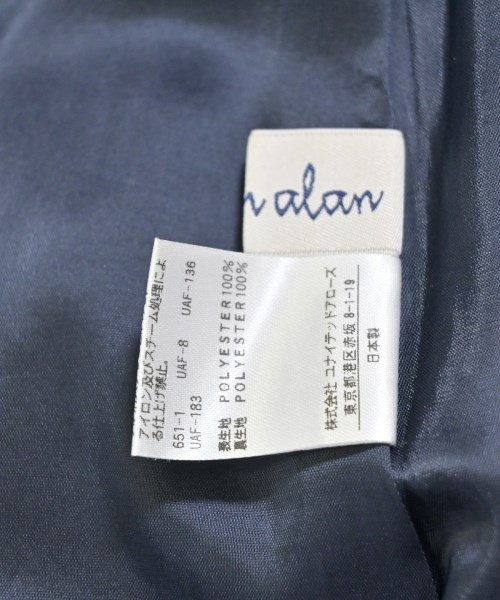 n alan
アイロン及びスチーム処理によ
る仕上げ禁止。
651-1 UAF-8 UAF-136
UAF-183
表生地 POLYESTER100%
裏生地 POLYESTER100%
株式会社 ユナイテッドアローズ
東京都港区赤坂 8-1-19
日本製